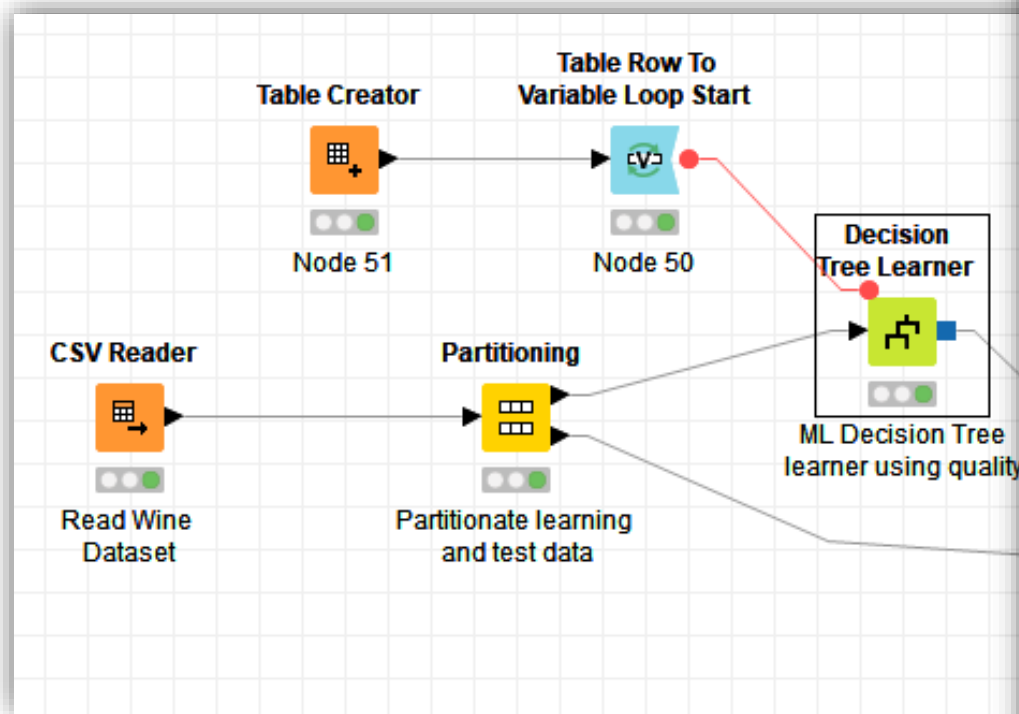 Table Creator
Node 51
Table Row To
Variable Loop Start
V
Node 50
Decision
Tree Learner
ML Decision Tree
learner using quality
CSV Reader
Read Wine
Dataset
Partitioning
Partitionate learning
and test data